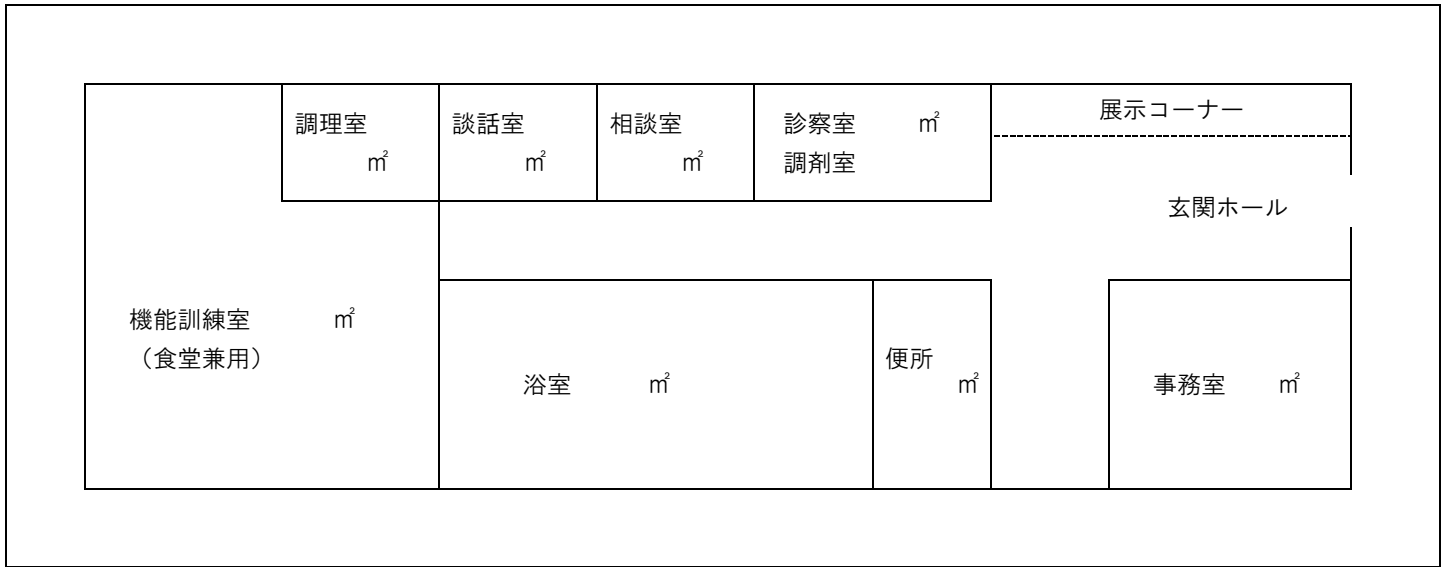 調理室
㎡
談話室
㎡
相談室
㎡
診察室 ㎡
調剤室
展示コーナー
玄関ホール
機能訓練室 ㎡
（食堂兼用）
浴室 ㎡
便所
㎡
事務室 ㎡